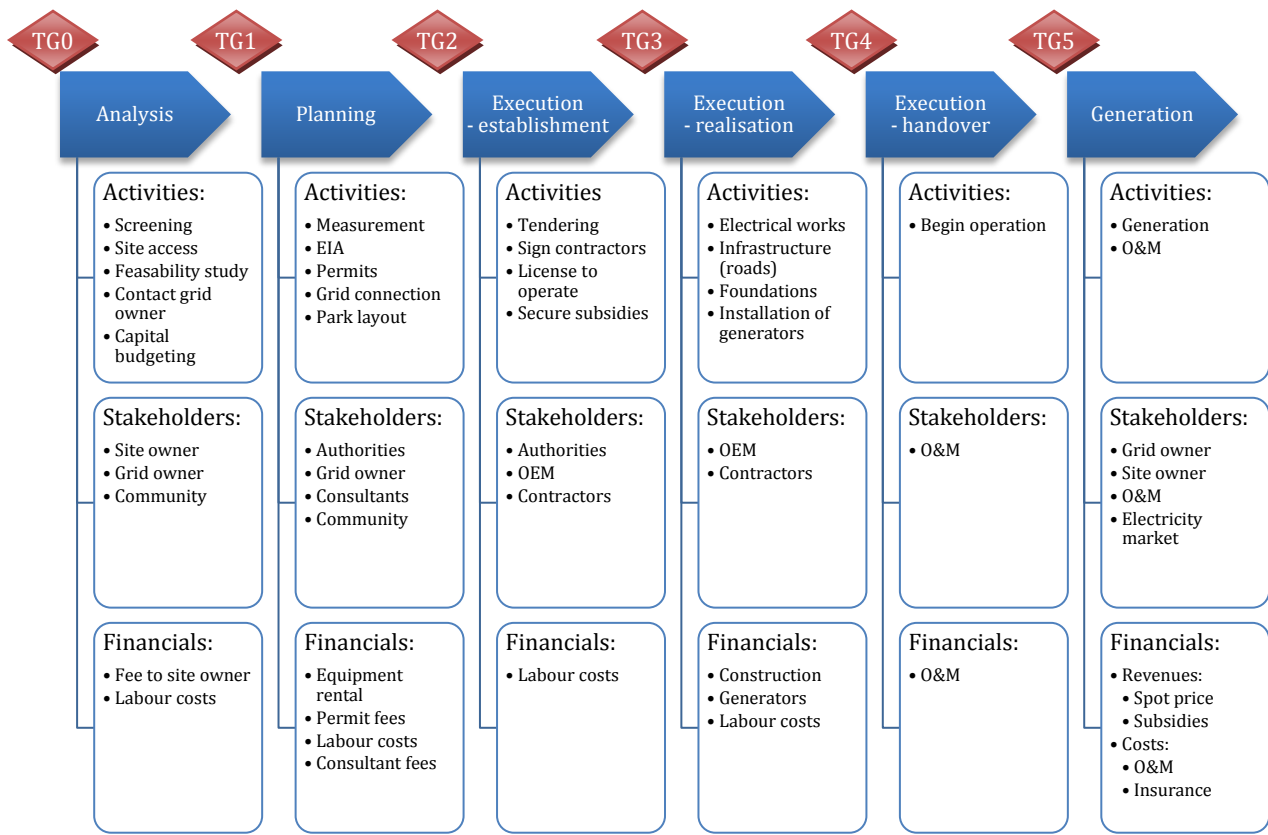 TG0
TG1
TG2
TG3
TG4
TG5
Analysis
Planning
Execution
- establishment
Execution
- realisation
Execution
- handover
Generation
Activities:
• Screening
• Site access
• Feasability study
• Contact grid
owner
• Capital
budgeting
Stakeholders:
• Site owner
• Grid owner
• Community
Financials:
• Fee to site owner
• Labour costs
Activities:
• Measurement
• EIA
• Permits
• Grid connection
• Park layout
Stakeholders:
• Authorities
• Grid owner
• Consultants
• Community
Financials:
• Equipment
rental
• Permit fees
• Labour costs
• Consultant fees
Activities
• Tendering
• Sign contractors
• License to
operate
• Secure subsidies
Stakeholders:
• Authorities
• OEM
• Contractors
Financials:
• Labour costs
Activities:
• Electrical works
• Infrastructure
(roads)
• Foundations
• Installation of
generators
Stakeholders:
• OEM
• Contractors
Financials:
• Construction
• Generators
• Labour costs
Activities:
• Begin operation
Stakeholders:
• O&M
Financials:
• O&M
Activities:
• Generation
• O&M
Stakeholders:
• Grid owner
• Site owner
• O&M
• Electricity
market
Financials:
• Revenues:
• Spot price
• Subsidies
• Costs:
• O&M
• Insurance